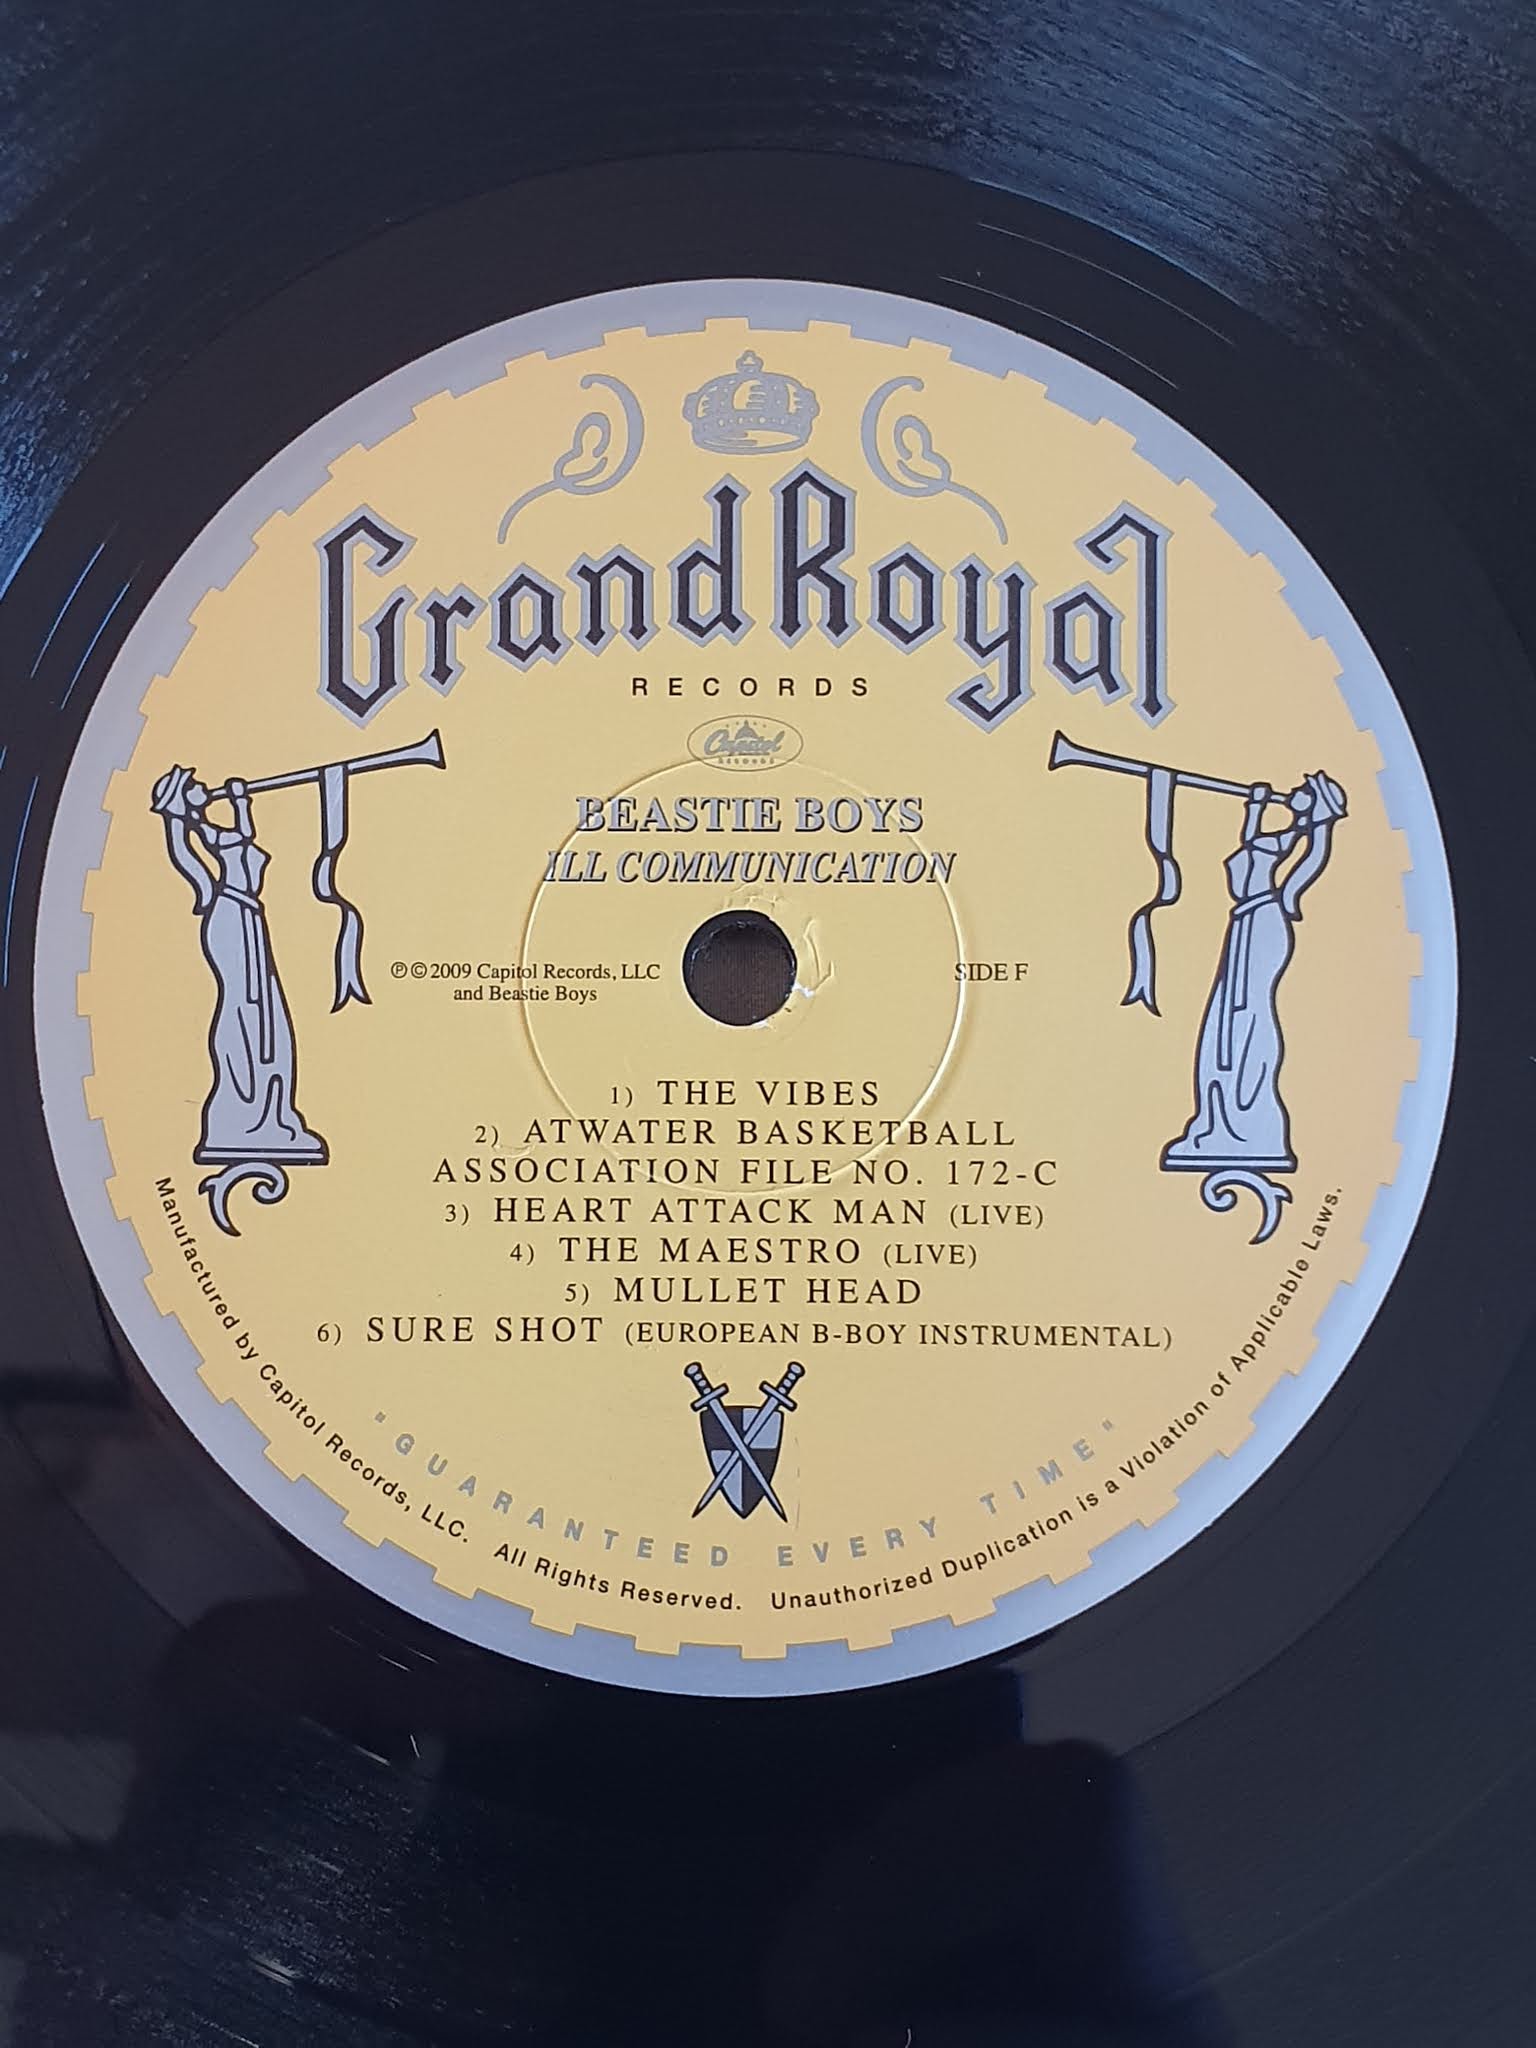 Grand Royal
RECORDS
Capitol
RECORDS
BEASTIE BOYS
ILL COMMUNICATION
℗©2009 Capitol Records, LLC
and Beastie Boys
SIDE F
1) THE VIBES
2) ATWATER BASKETBALL
ASSOCIATION FILE NO. 172-C
3) HEART ATTACK MAN (LIVE)
4) THE MAESTRO (LIVE)
5) MULLET HEAD
6) SURE SHOT (EUROPEAN B-BOY INSTRUMENTAL)
"GUARANTEED EVERY TIME"
Manufactured by Capitol Records, LLC. All Rights Reserved. Unauthorized Duplication is a Violation of Applicable Laws.